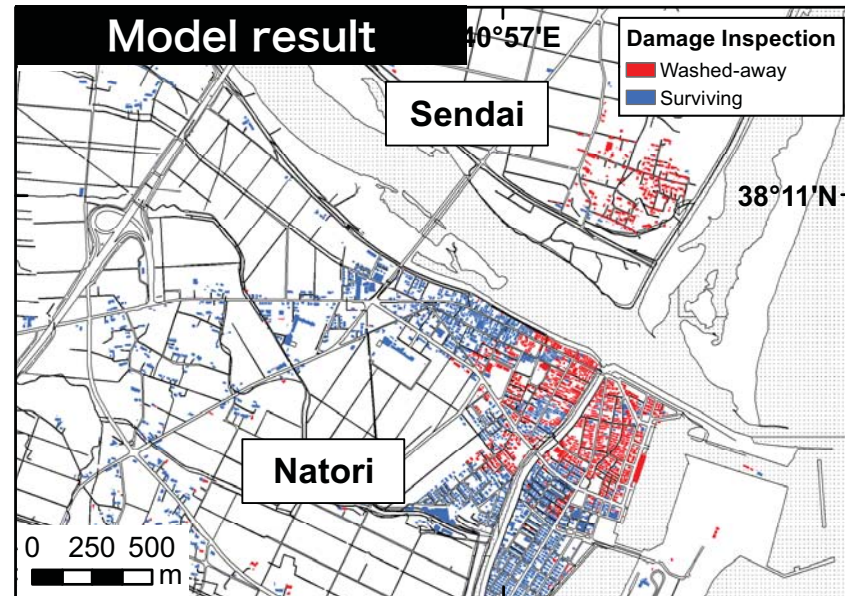 Model result
40°57'E
Damage Inspection
Washed-away
Surviving
Sendai
38°11'N
Natori
0 250 500
m